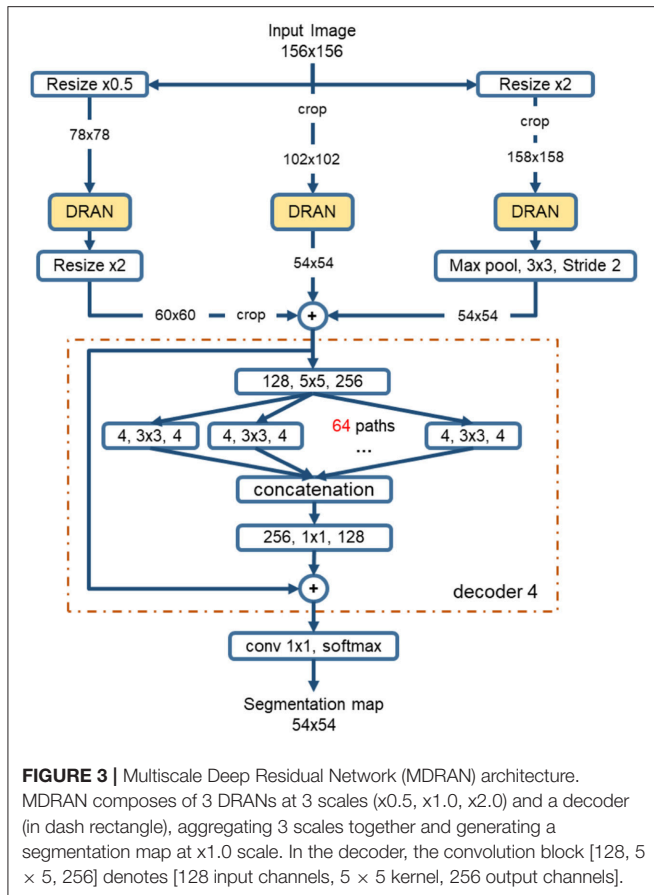 Input Image
156x156
Resize x0.5
Resize x2
crop
crop
78x78
102x102
158x158
DRAN
DRAN
DRAN
Resize x2
54x54
Max pool, 3x3, Stride 2
60x60
crop
54x54
+
128, 5x5, 256
4, 3x3, 4
4, 3x3, 4
64 paths
...
4, 3x3, 4
concatenation
256, 1x1, 128
+
decoder 4
conv 1x1, softmax
Segmentation map
54x54
FIGURE 3 | Multiscale Deep Residual Network (MDRAN) architecture.
MDRAN composes of 3 DRANs at 3 scales (x0.5, x1.0, x2.0) and a decoder
(in dash rectangle), aggregating 3 scales together and generating a
segmentation map at x1.0 scale. In the decoder, the convolution block [128, 5
× 5, 256] denotes [128 input channels, 5 × 5 kernel, 256 output channels].